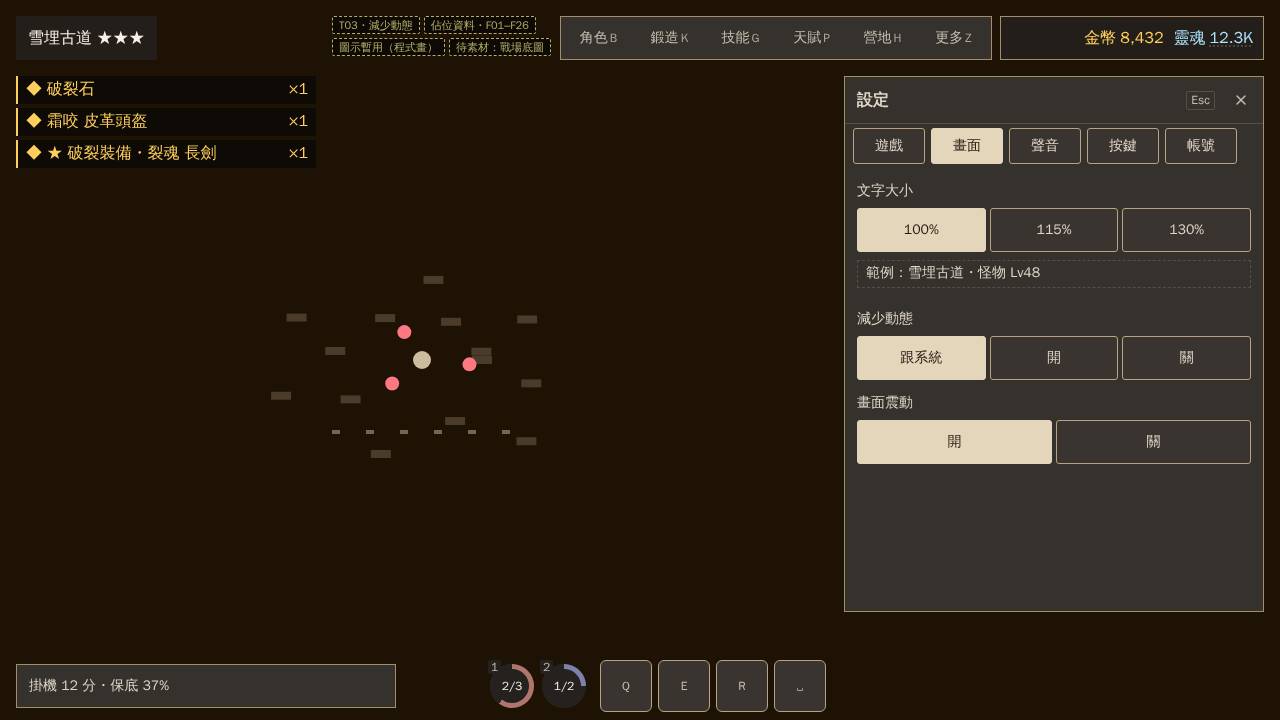 雪埋古道 ★★★
T03・減少動態 佔位資料・F01–F26
圖示暫用（程式畫） 待素材：戰場底圖
角色B 鍛造K 技能G 天賦P 營地H 更多Z
金幣 8,432 靈魂 12.3K
◆ 破裂石 ×1
◆ 霜咬 皮革頭盔 ×1
◆ ★ 破裂裝備・裂魂 長劍 ×1
設定 Esc ✕
遊戲 畫面 聲音 按鍵 帳號
文字大小
100% 115% 130%
範例：雪埋古道・怪物 Lv48
減少動態
跟系統 開 關
畫面震動
開 關
掛機 12 分・保底 37%
1 2/3 2 1/2 Q E R ⎵